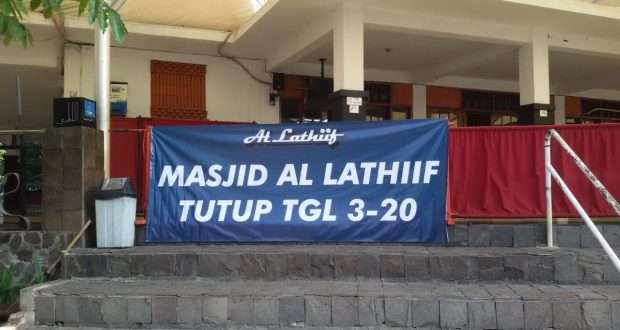 Al Lathiif
MASJID AL LATHIIF
TUTUP TGL 3-20